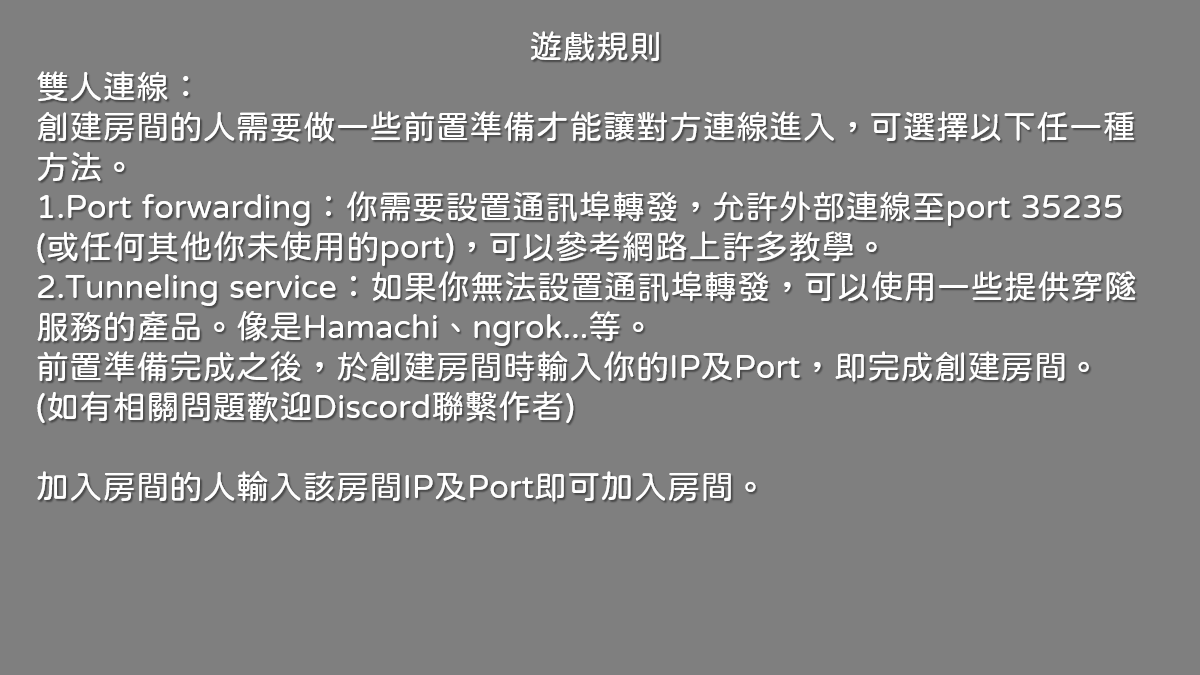 遊戲規則
雙人連線：
創建房間的人需要做一些前置準備才能讓對方連線進入，可選擇以下任一種
方法。
1.Port forwarding：你需要設置通訊埠轉發，允許外部連線至port 35235
(或任何其他你未使用的port)，可以參考網路上許多教學。
2.Tunneling service：如果你無法設置通訊埠轉發，可以使用一些提供穿隧
服務的產品。像是Hamachi、ngrok...等。
前置準備完成之後，於創建房間時輸入你的IP及Port，即完成創建房間。
(如有相關問題歡迎Discord聯繫作者)
加入房間的人輸入該房間IP及Port即可加入房間。